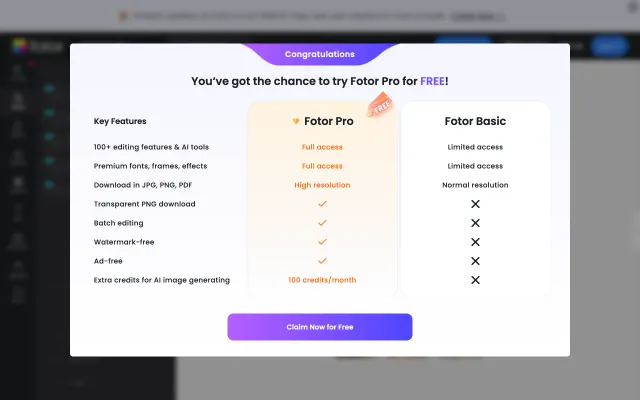 Congratulations
You've got the chance to try Fotor Pro for FREE!
Key Features
Fotor Pro
FREE
Fotor Basic
100+ editing features & AI tools
Full access
Limited access
Premium fonts, frames, effects
Full access
Limited access
Download in JPG, PNG, PDF
High resolution
Normal resolution
Transparent PNG download
Batch editing
Watermark-free
Ad-free
Extra credits for AI image generating
100 credits/month
Claim Now for Free